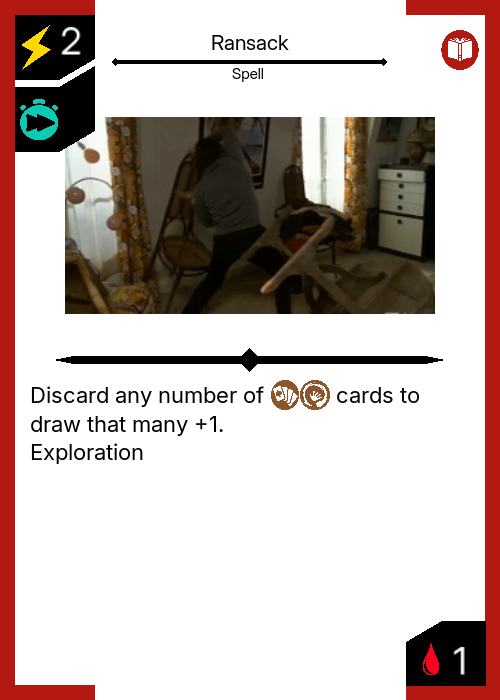 2
Ransack
Spell
Discard any number of cards to
draw that many +1.
Exploration
1